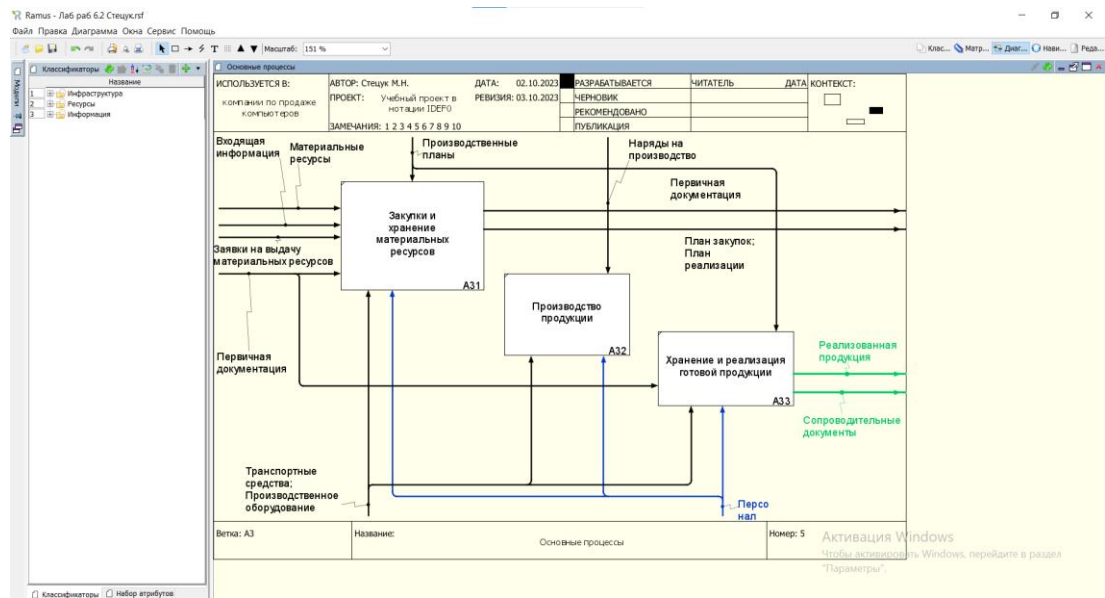 Ramus - Лаб раб 6.2 Стецук.rsf
Файл Правка Диаграмма Окна Сервис Помощь
Масштаб: 151 %
Клас... Матр... Диаг... Нави... Реда...
Модели
Классификаторы
Название
1 Инфраструктура
2 Ресурсы
3 Информация
Основные процессы
ИСПОЛЬЗУЕТСЯ В:
компании по продаже
компьютеров
АВТОР: Стецук М.Н.
ПРОЕКТ: Учебный проект в
нотации IDEF0
ЗАМЕЧАНИЯ: 1 2 3 4 5 6 7 8 9 10
ДАТА: 02.10.2023
РЕВИЗИЯ: 03.10.2023
РАЗРАБАТЫВАЕТСЯ
ЧЕРНОВИК
РЕКОМЕНДОВАНО
ПУБЛИКАЦИЯ
ЧИТАТЕЛЬ
ДАТА
КОНТЕКСТ:
Входящая
информация
Материальные
ресурсы
Производственные
планы
Наряды на
производство
Первичная
документация
Закупки и
хранение
материальных
ресурсов
A31
Заявки на выдачу
материальных ресурсов
План закупок;
План
реализации
Производство
продукции
A32
Хранение и реализация
готовой продукции
A33
Реализованная
продукция
Первичная
документация
Сопроводительные
документы
Транспортные
средства;
Производственное
оборудование
Персо
нал
Ветка: A3
Название:
Основные процессы
Номер: 5
Активация Windows
Чтобы активировать Windows, перейдите в раздел
"Параметры".
Классификаторы
Набор атрибутов